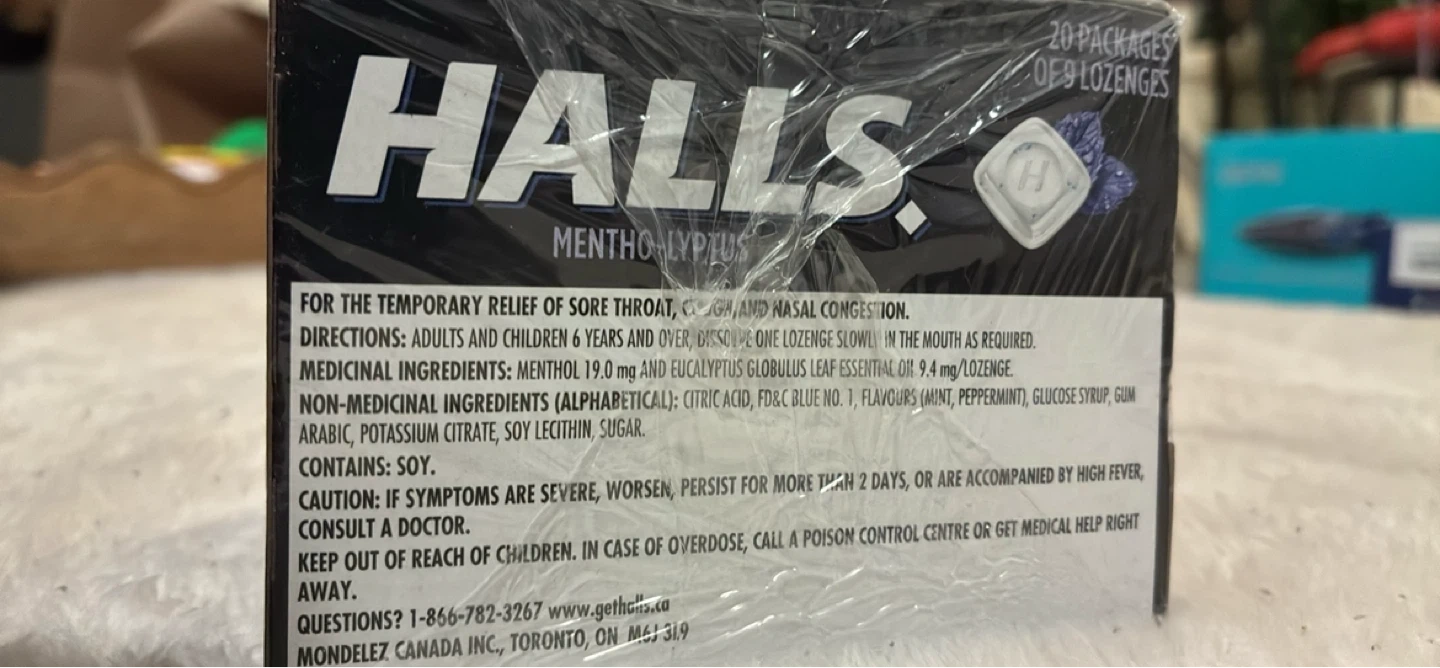 20 PACKAGES
OF 9 LOZENGES
HALLS.
MENTHO-LYPTUS
H
FOR THE TEMPORARY RELIEF OF SORE THROAT, COUGH, AND NASAL CONGESTION.
DIRECTIONS: ADULTS AND CHILDREN 6 YEARS AND OVER, DISSOLVE ONE LOZENGE SLOWLY IN THE MOUTH AS REQUIRED.
MEDICINAL INGREDIENTS: MENTHOL 19.0 mg AND EUCALYPTUS GLOBULUS LEAF ESSENTIAL OIL 9.4 mg/LOZENGE.
NON-MEDICINAL INGREDIENTS (ALPHABETICAL): CITRIC ACID, FD&C BLUE NO. 1, FLAVOURS (MINT, PEPPERMINT), GLUCOSE SYRUP, GUM
ARABIC, POTASSIUM CITRATE, SOY LECITHIN, SUGAR.
CONTAINS: SOY.
CAUTION: IF SYMPTOMS ARE SEVERE, WORSEN, PERSIST FOR MORE THAN 2 DAYS, OR ARE ACCOMPANIED BY HIGH FEVER,
CONSULT A DOCTOR.
KEEP OUT OF REACH OF CHILDREN. IN CASE OF OVERDOSE, CALL A POISON CONTROL CENTRE OR GET MEDICAL HELP RIGHT
AWAY.
QUESTIONS? 1-866-782-3267 www.gethalls.ca
MONDELEZ CANADA INC., TORONTO, ON M6J 3L9